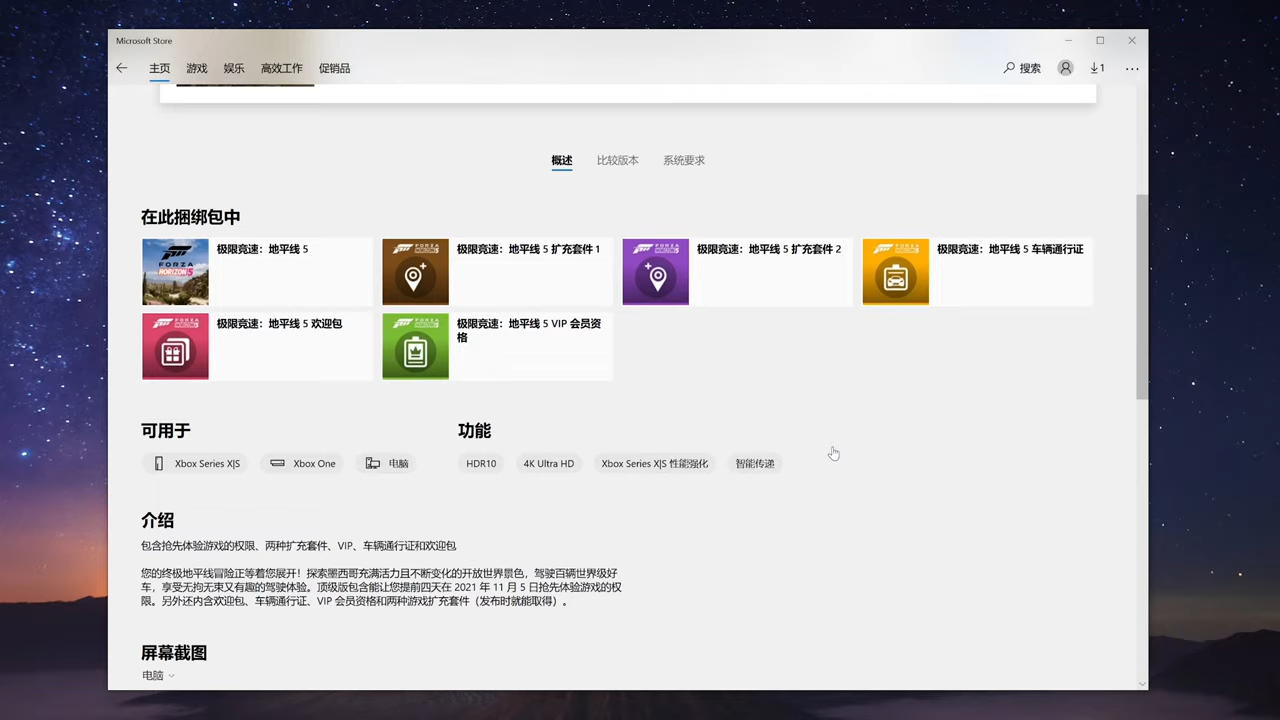 Microsoft Store
主页 游戏 娱乐 高效工作 促销品 搜索 1
概述 比较版本 系统要求
在此捆绑包中
FORZA HORIZON 5
极限竞速：地平线 5
极限竞速：地平线 5 扩充套件 1
极限竞速：地平线 5 扩充套件 2
极限竞速：地平线 5 车辆通行证
极限竞速：地平线 5 欢迎包
极限竞速：地平线 5 VIP 会员资
格
可用于
Xbox Series X|S Xbox One 电脑
功能
HDR10 4K Ultra HD Xbox Series X|S 性能强化 智能传递
介绍
包含抢先体验游戏的权限、两种扩充套件、VIP、车辆通行证和欢迎包
您的终极地平线冒险正等着您展开！探索墨西哥充满活力且不断变化的开放世界景色，驾驶百辆世界级好
车，享受无拘无束又有趣的驾驶体验。顶级版包含能让您提前四天在 2021 年 11 月 5 日抢先体验游戏的权
限。另外还内含欢迎包、车辆通行证、VIP 会员资格和两种游戏扩充套件（发布时就能取得）。
屏幕截图
电脑